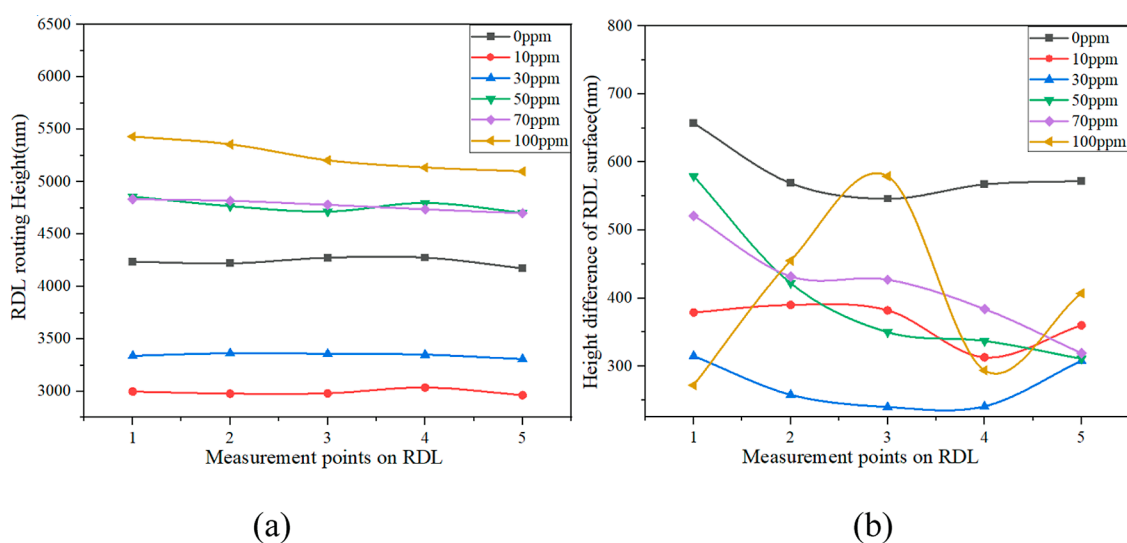 6500
6000
5500
5000
4500
4000
3500
3000
RDL routing Height(nm)
1 2 3 4 5
Measurement points on RDL
0ppm
10ppm
30ppm
50ppm
70ppm
100ppm
(a)
800
700
600
500
400
300
Height difference of RDL surface(nm)
1 2 3 4 5
Measurement points on RDL
0ppm
10ppm
30ppm
50ppm
70ppm
100ppm
(b)